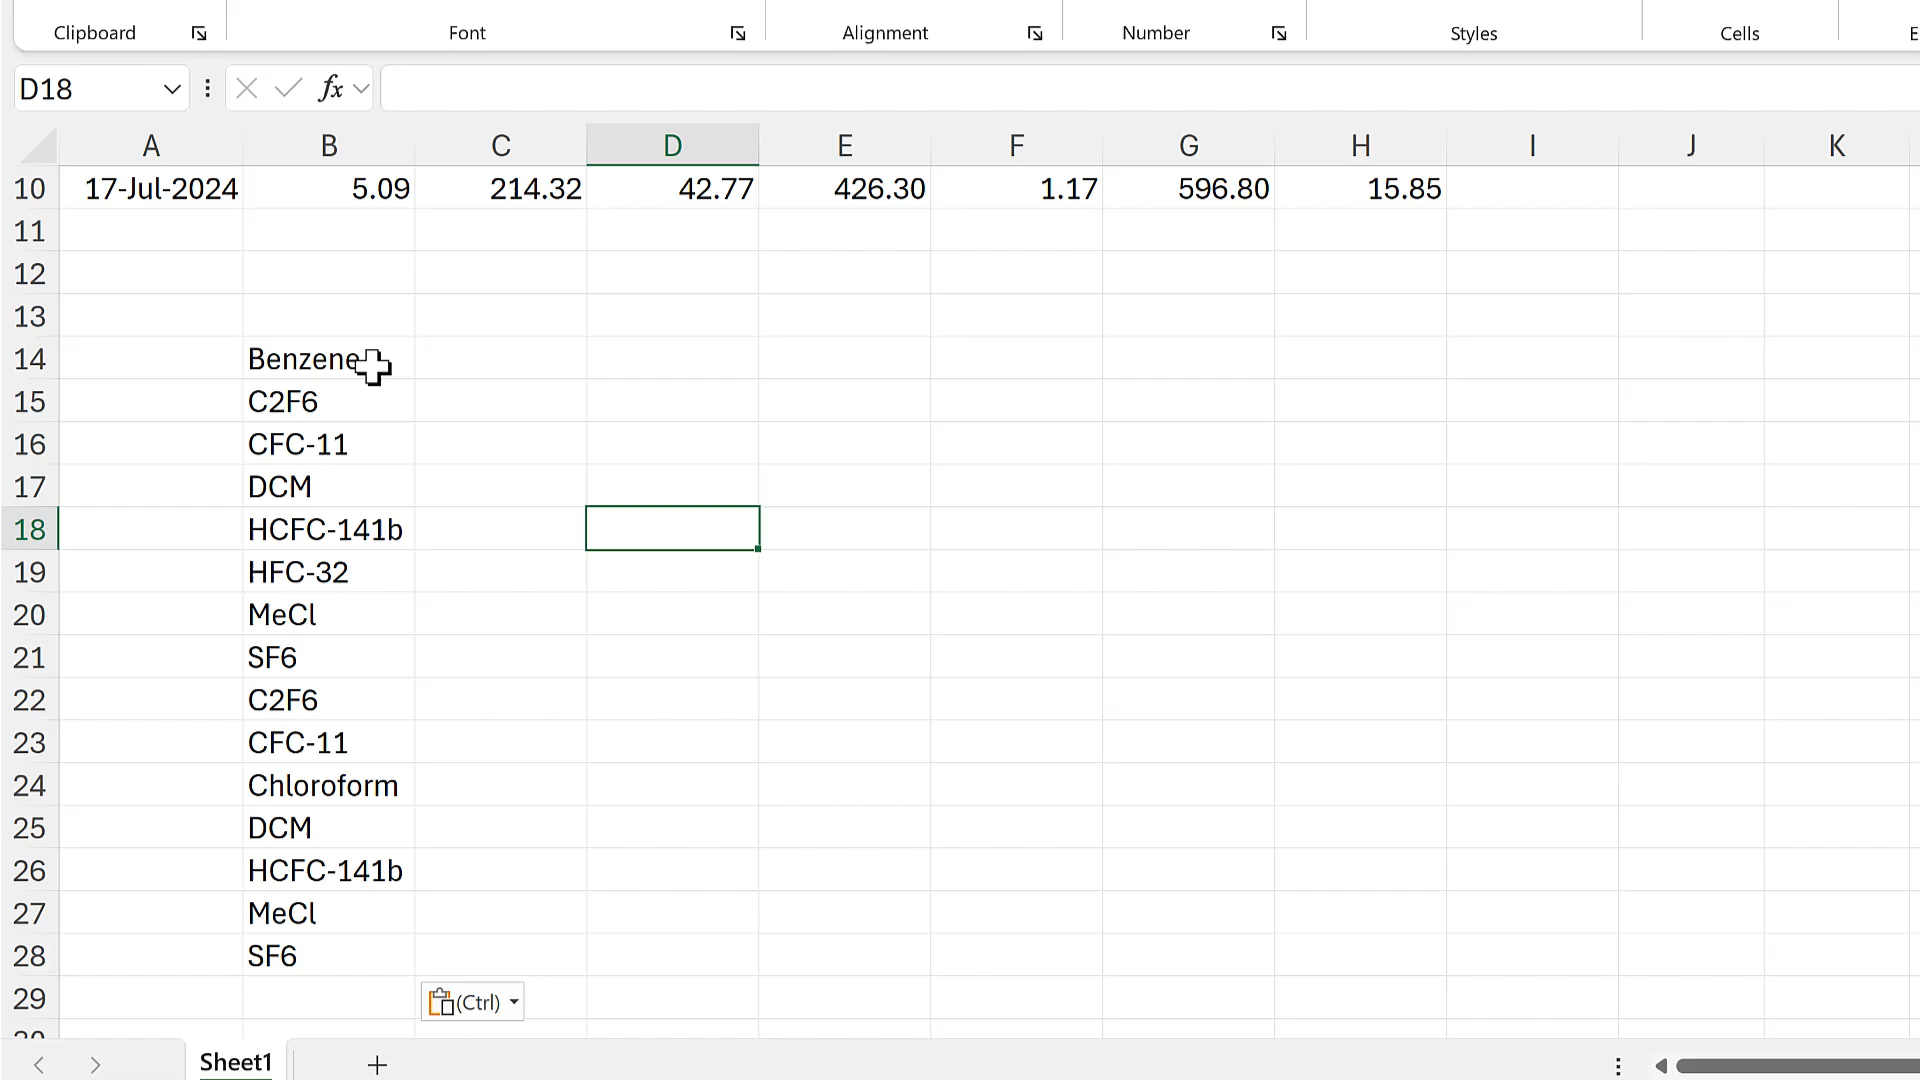 Clipboard Font Alignment Number Styles Cells
D18 fx
A B C D E F G H I J K
10 17-Jul-2024 5.09 214.32 42.77 426.30 1.17 596.80 15.85
11
12
13
14 Benzene
15 C2F6
16 CFC-11
17 DCM
18 HCFC-141b
19 HFC-32
20 MeCl
21 SF6
22 C2F6
23 CFC-11
24 Chloroform
25 DCM
26 HCFC-141b
27 MeCl
28 SF6
29 (Ctrl)
Sheet1